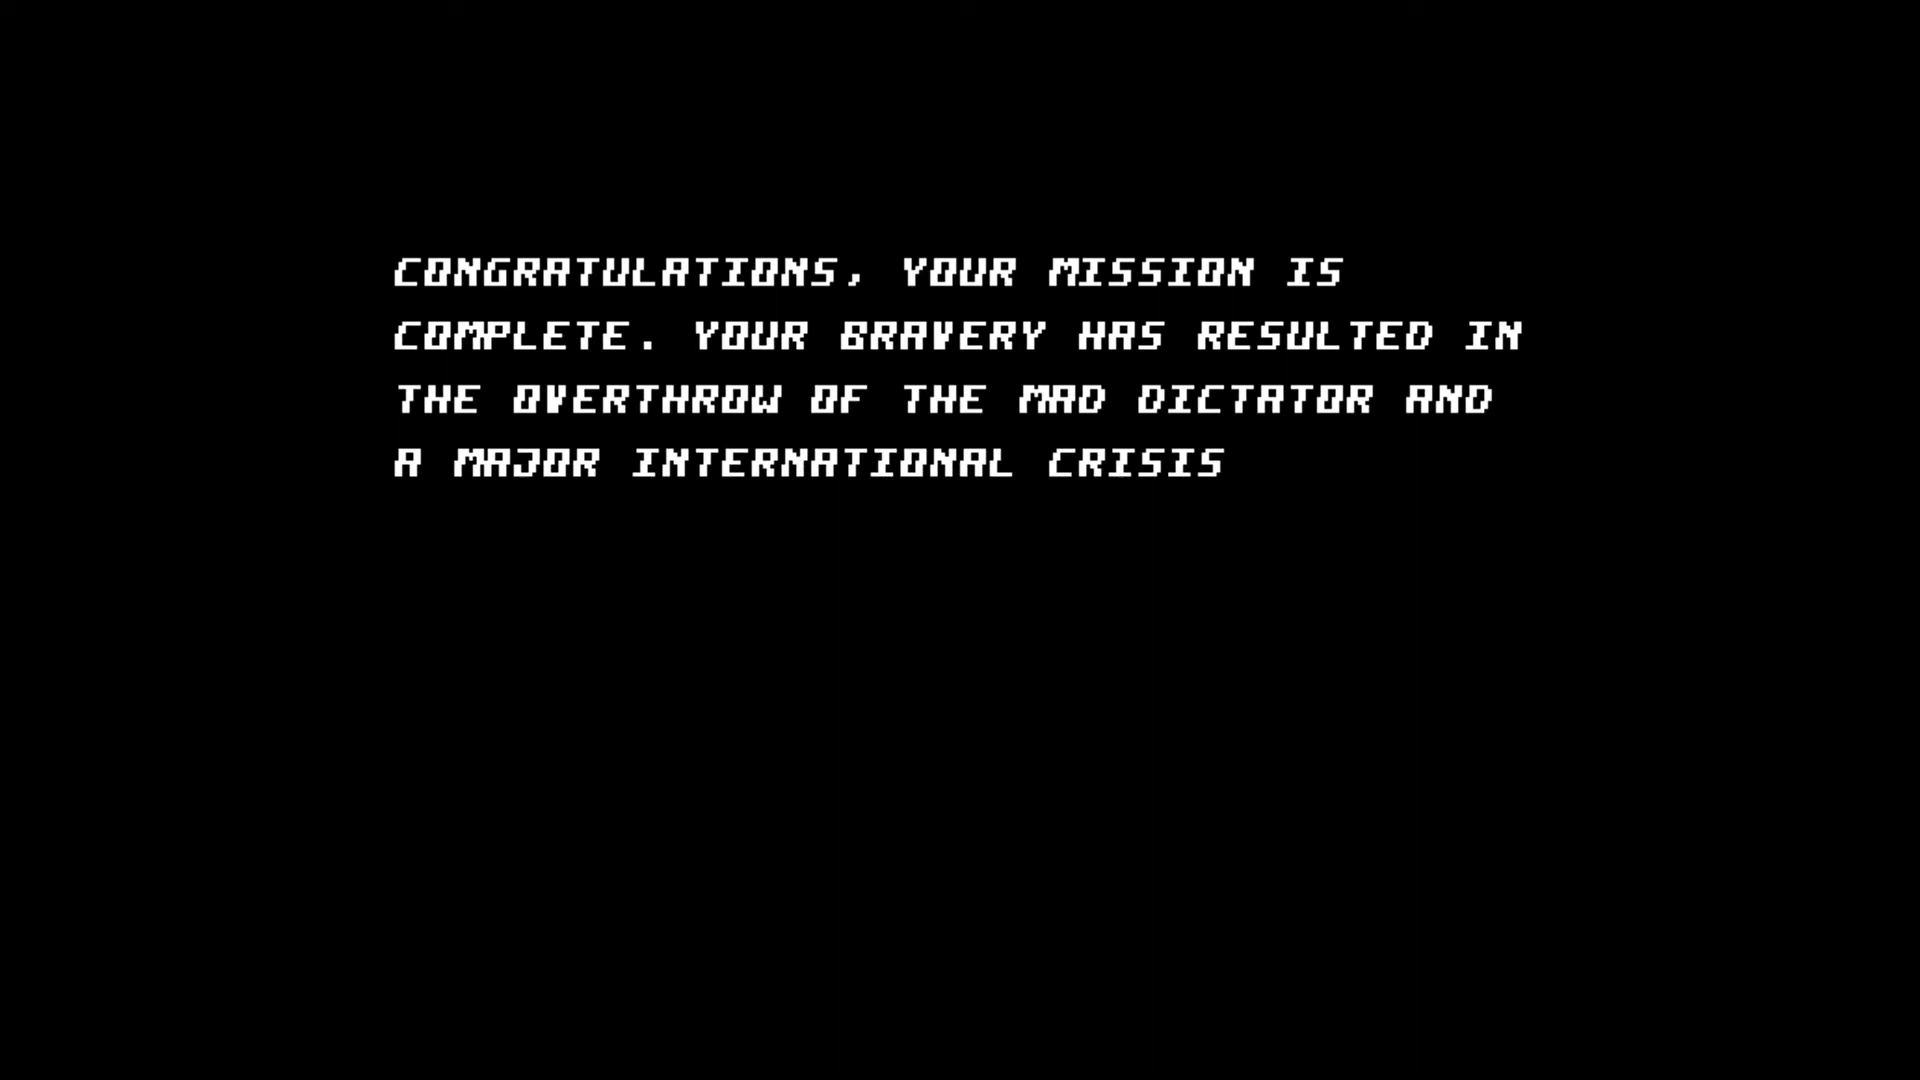 CONGRATULATIONS, YOUR MISSION IS
COMPLETE. YOUR BRAVERY HAS RESULTED IN
THE OVERTHROW OF THE MAD DICTATOR AND
A MAJOR INTERNATIONAL CRISIS